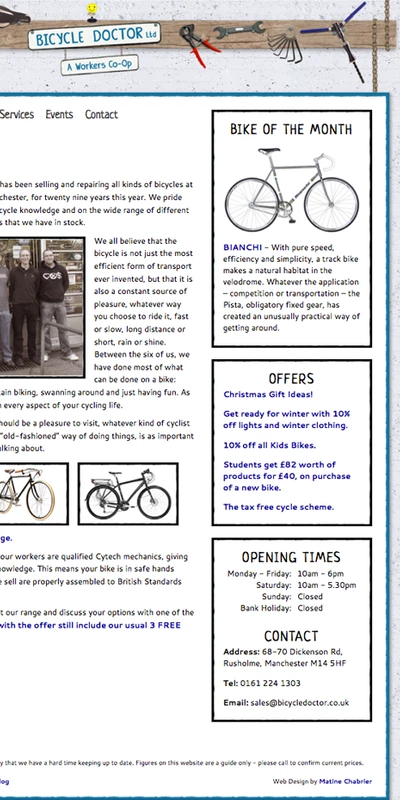 BICYCLE DOCTOR Ltd
A Workers Co-Op
Services Events Contact
has been selling and repairing all kinds of bicycles at
chester, for twenty nine years this year. We pride
cycle knowledge and on the wide range of different
s that we have in stock.
We all believe that the
bicycle is not just the most
efficient form of transport
ever invented, but that it is
also a constant source of
pleasure, whatever way
you choose to ride it, fast
or slow, long distance or
short, rain or shine.
Between the six of us, we
have done most of what
can be done on a bike:
ain biking, swanning around and just having fun. As
n every aspect of your cycling life.
hould be a pleasure to visit, whatever kind of cyclist
"old-fashioned" way of doing things, is as important
alking about.
ge.
our workers are qualified Cytech mechanics, giving
nowledge. This means your bike is in safe hands
e sell are properly assembled to British Standards
t our range and discuss your options with one of the
with the offer still include our usual 3 FREE
BIKE OF THE MONTH
BIANCHI – With pure speed,
efficiency and simplicity, a track bike
makes a natural habitat in the
velodrome. Whatever the application
– competition or transportation – the
Pista, obligatory fixed gear, has
created an unusually practical way of
getting around.
OFFERS
Christmas Gift Ideas!
Get ready for winter with 10%
off lights and winter clothing.
10% off all Kids Bikes.
Students get £82 worth of
products for £40, on purchase
of a new bike.
The tax free cycle scheme.
OPENING TIMES
Monday – Friday: 10am – 6pm
Saturday: 10am – 5.30pm
Sunday: Closed
Bank Holiday: Closed
CONTACT
Address: 68-70 Dickenson Rd,
Rusholme, Manchester M14 5HF
Tel: 0161 224 1303
Email: sales@bicycledoctor.co.uk
y that we have a hard time keeping up to date. Figures on this website are a guide only – please call to confirm current prices.
log
Web Design by Matine Chabrier